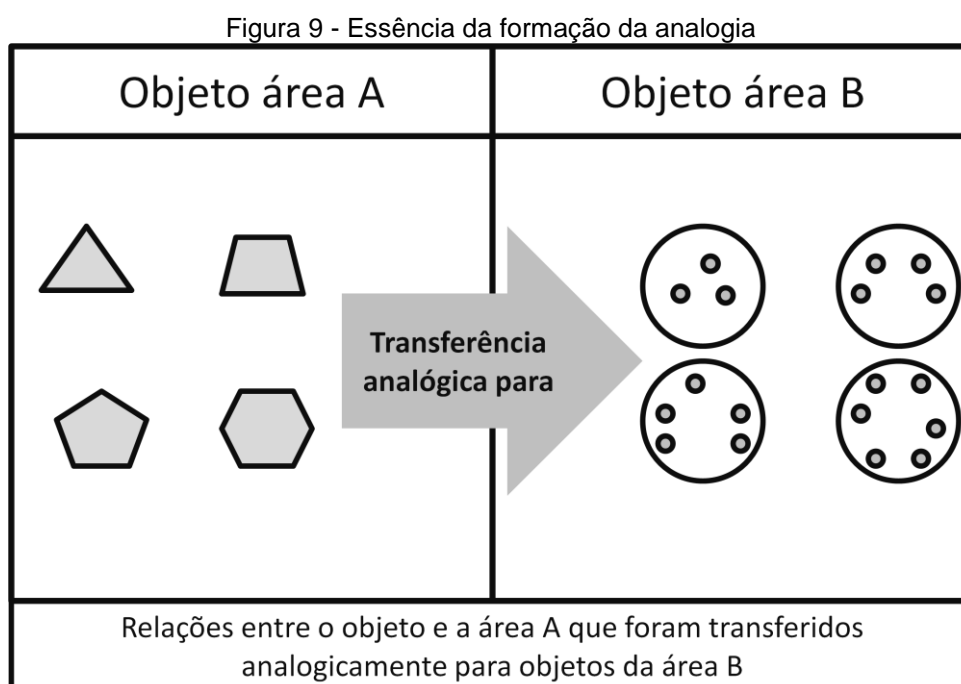 Figura 9 - Essência da formação da analogia
Objeto área A
Objeto área B
Transferência
analógica para
Relações entre o objeto e a área A que foram transferidos
analogicamente para objetos da área B